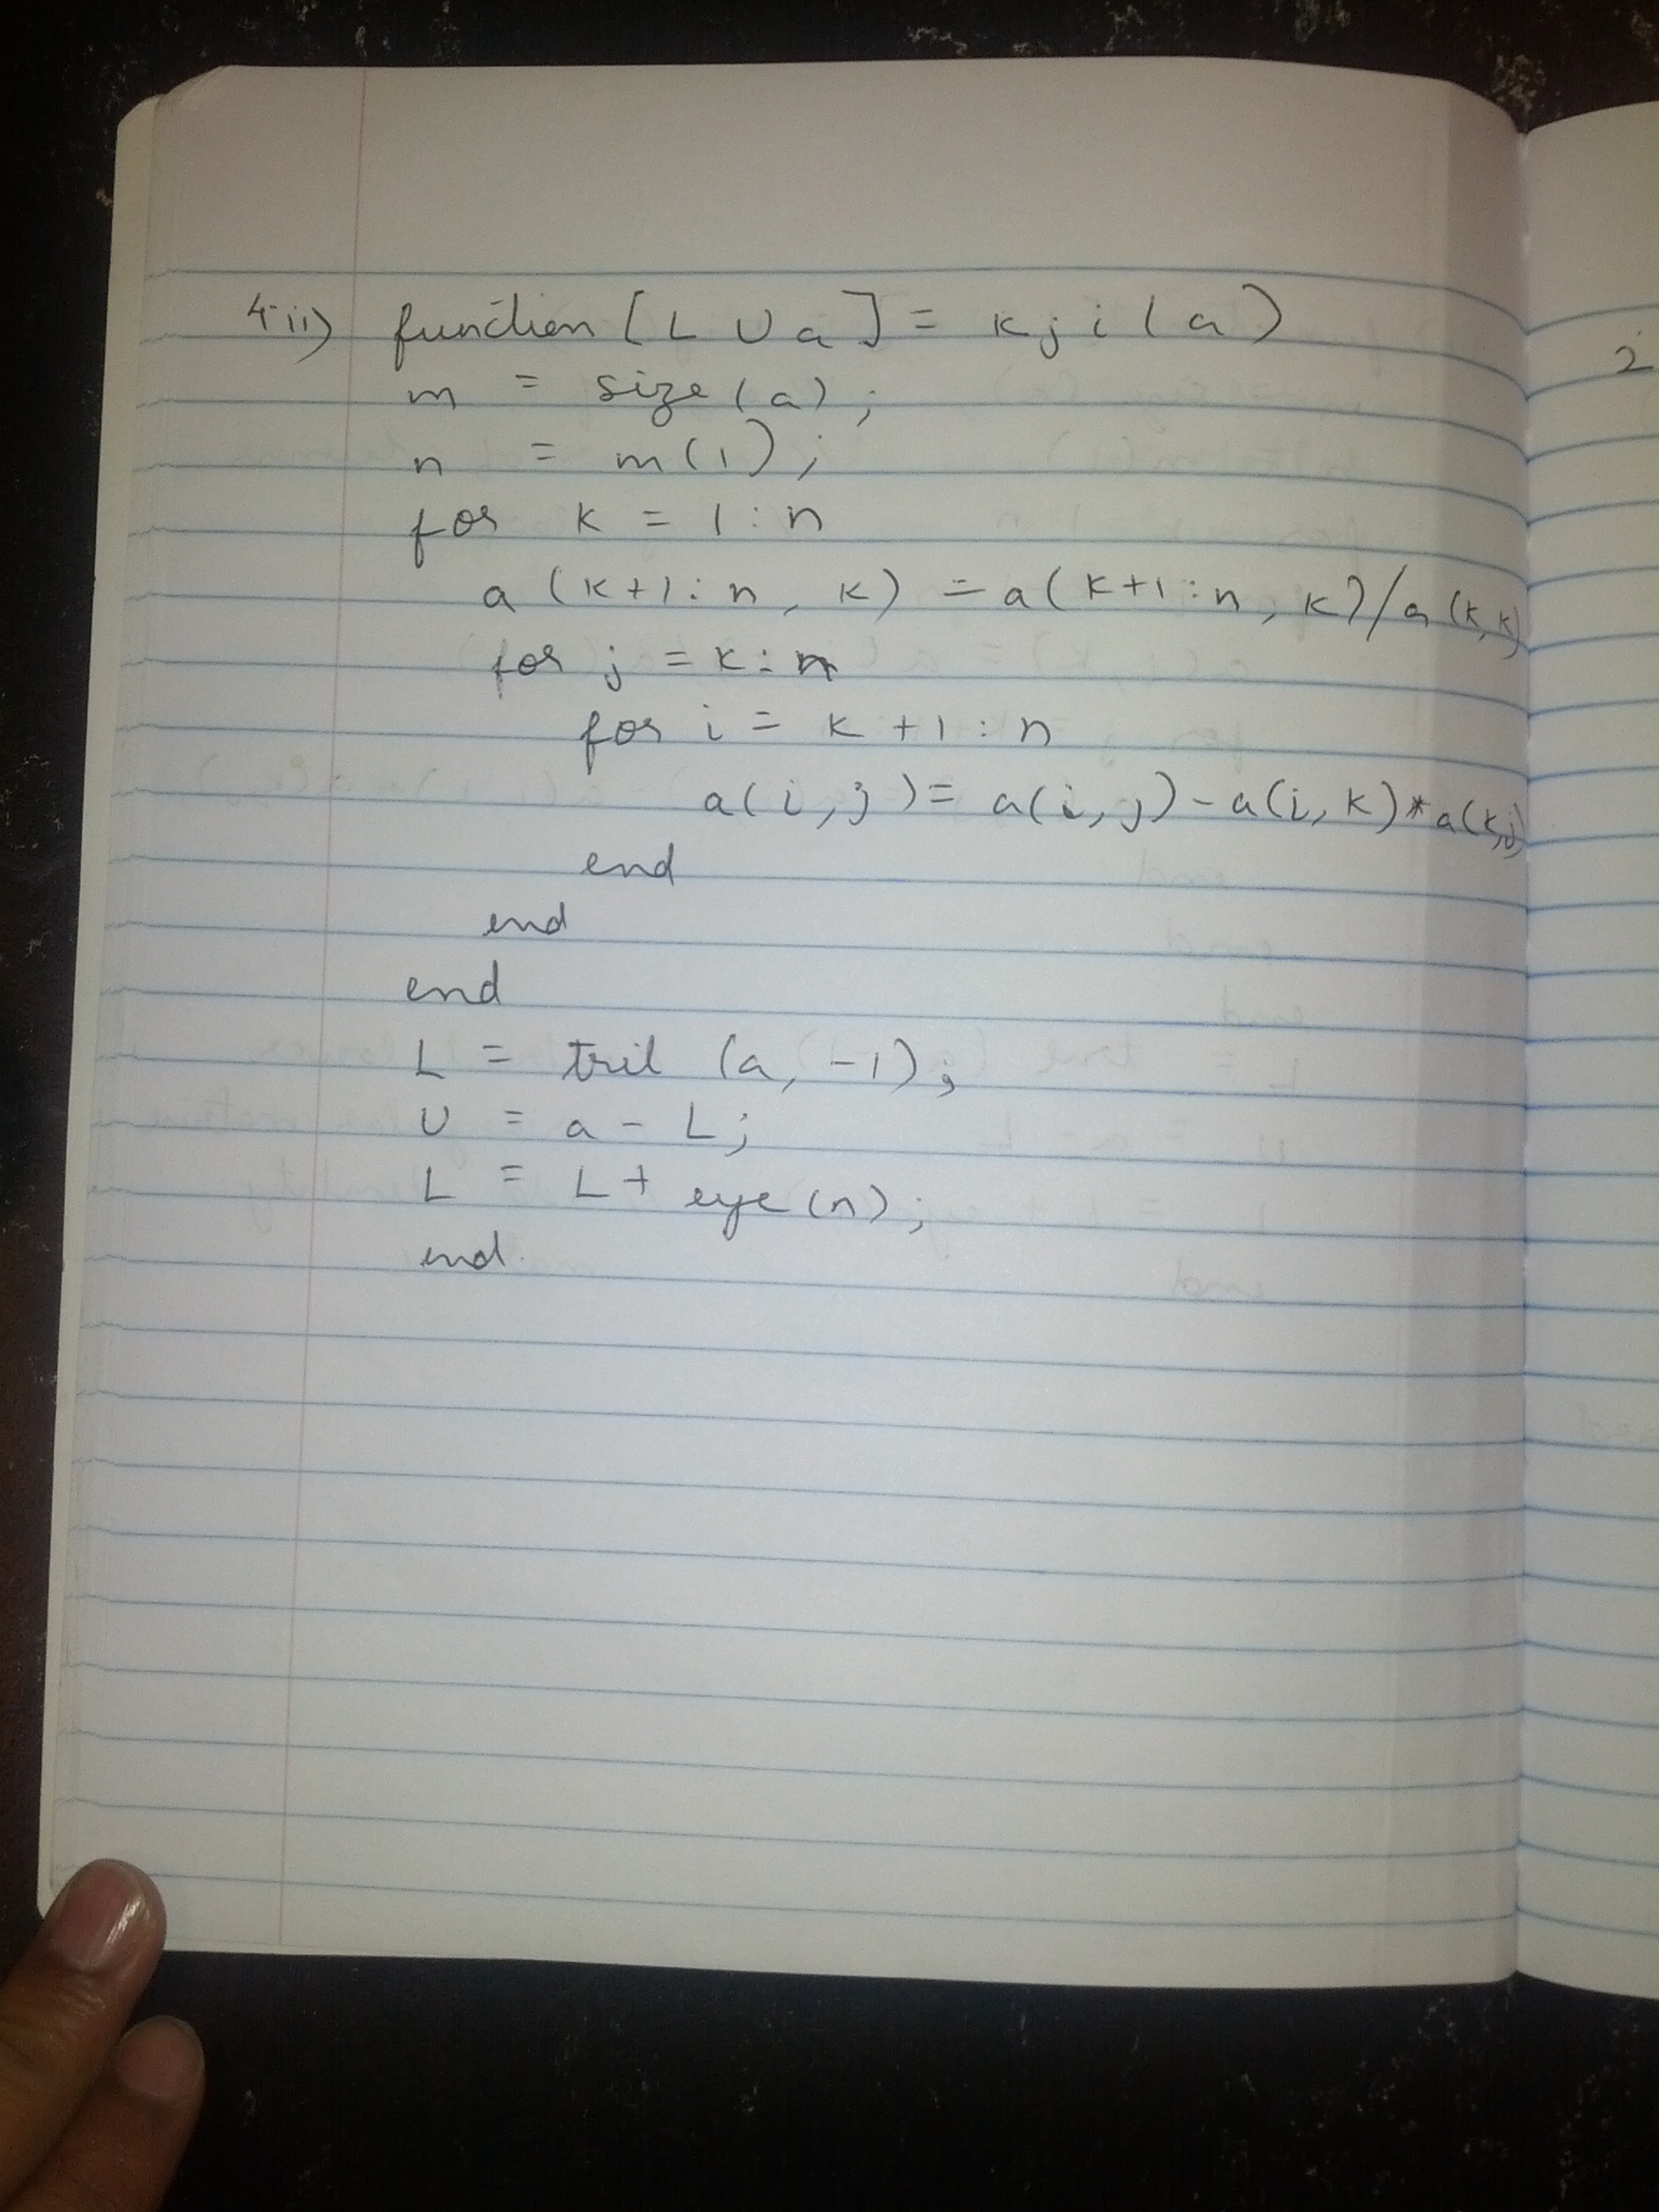 4 ii) function [L U a] = kji(a)
m = size(a);
n = m(1);
for k = 1:n
a(k+1:n, k) = a(k+1:n, k)/a(k,k)
for j = k:n
for i = k+1:n
a(i,j) = a(i,j) - a(i,k)*a(k,j)
end
end
end
L = tril (a, -1);
U = a - L;
L = L + eye(n);
end.
2